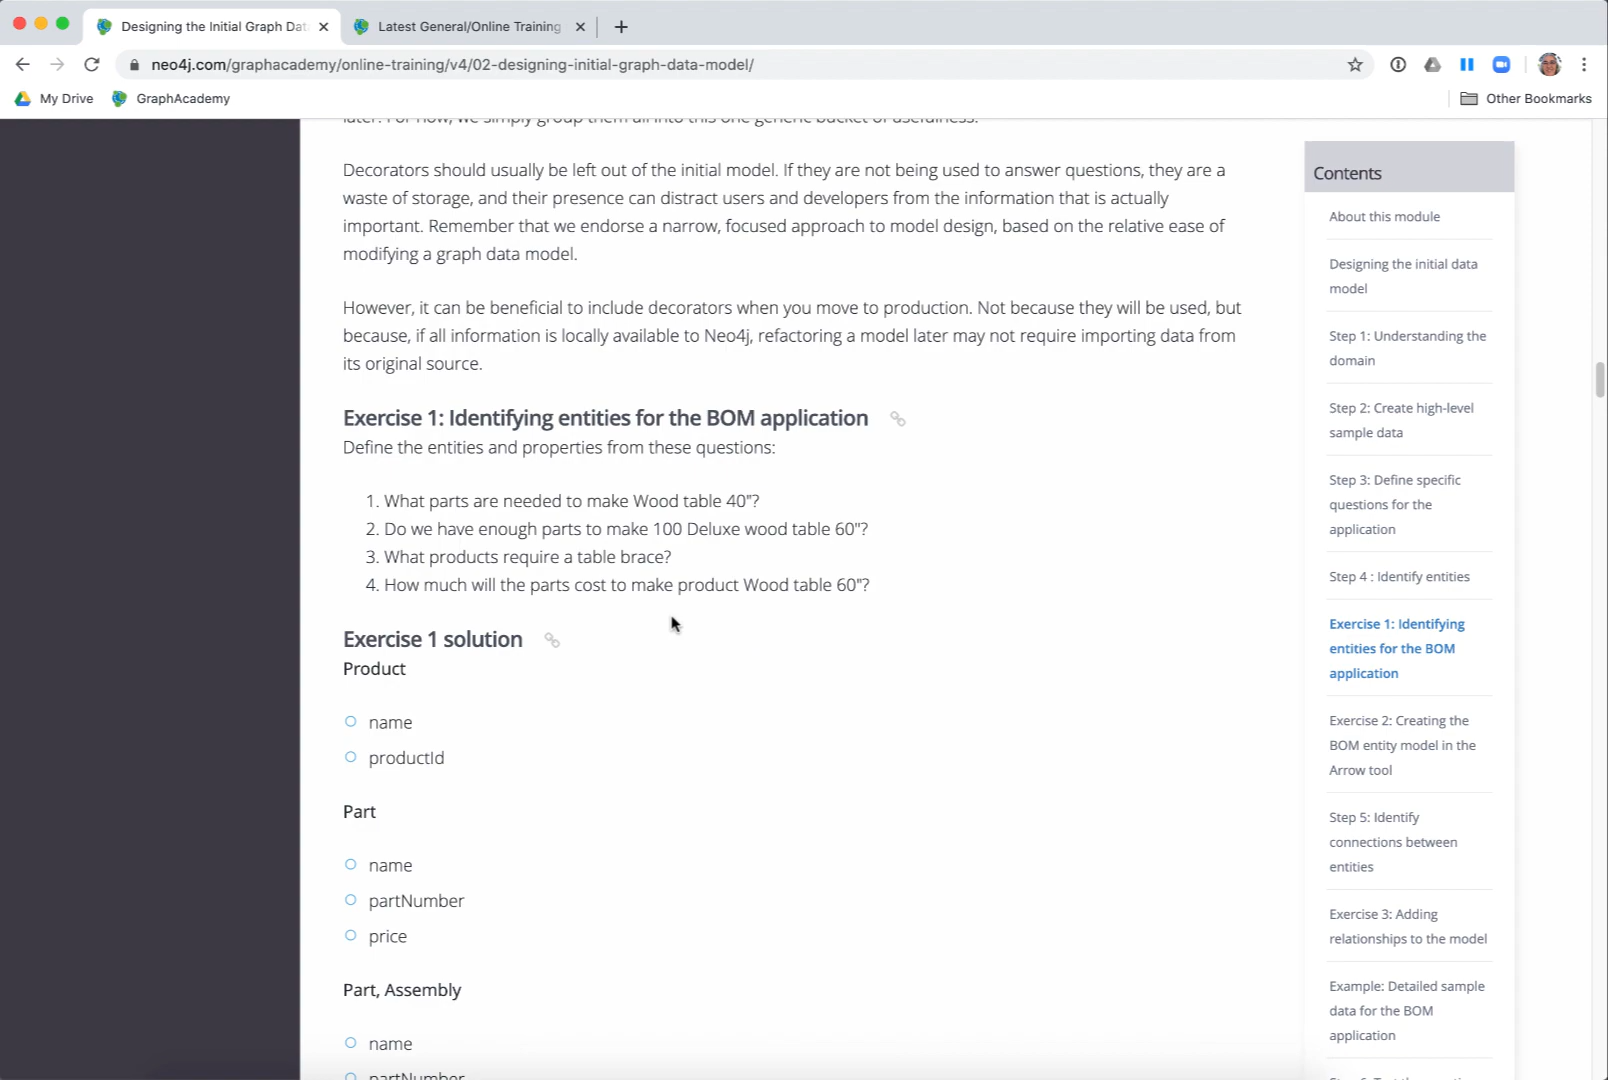 Designing the Initial Graph Dat
Latest General/Online Training
neo4j.com/graphacademy/online-training/v4/02-designing-initial-graph-data-model/
My Drive
GraphAcademy
Other Bookmarks
later. For now, we simply group them all into this one generic bucket of usefulness.
Decorators should usually be left out of the initial model. If they are not being used to answer questions, they are a
waste of storage, and their presence can distract users and developers from the information that is actually
important. Remember that we endorse a narrow, focused approach to model design, based on the relative ease of
modifying a graph data model.
However, it can be beneficial to include decorators when you move to production. Not because they will be used, but
because, if all information is locally available to Neo4j, refactoring a model later may not require importing data from
its original source.
Exercise 1: Identifying entities for the BOM application
Define the entities and properties from these questions:
1. What parts are needed to make Wood table 40"?
2. Do we have enough parts to make 100 Deluxe wood table 60"?
3. What products require a table brace?
4. How much will the parts cost to make product Wood table 60"?
Exercise 1 solution
Product
name
productId
Part
name
partNumber
price
Part, Assembly
name
partNumber
Contents
About this module
Designing the initial data
model
Step 1: Understanding the
domain
Step 2: Create high-level
sample data
Step 3: Define specific
questions for the
application
Step 4 : Identify entities
Exercise 1: Identifying
entities for the BOM
application
Exercise 2: Creating the
BOM entity model in the
Arrow tool
Step 5: Identify
connections between
entities
Exercise 3: Adding
relationships to the model
Example: Detailed sample
data for the BOM
application